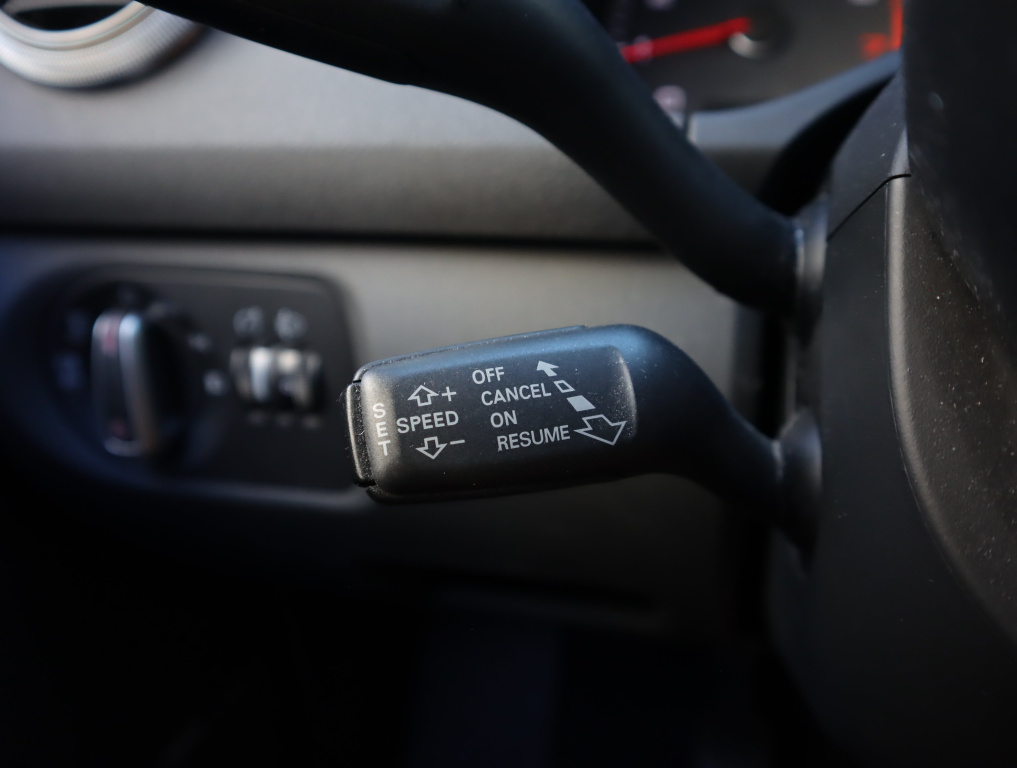 SET
SPEED
+
-
OFF
CANCEL
ON
RESUME